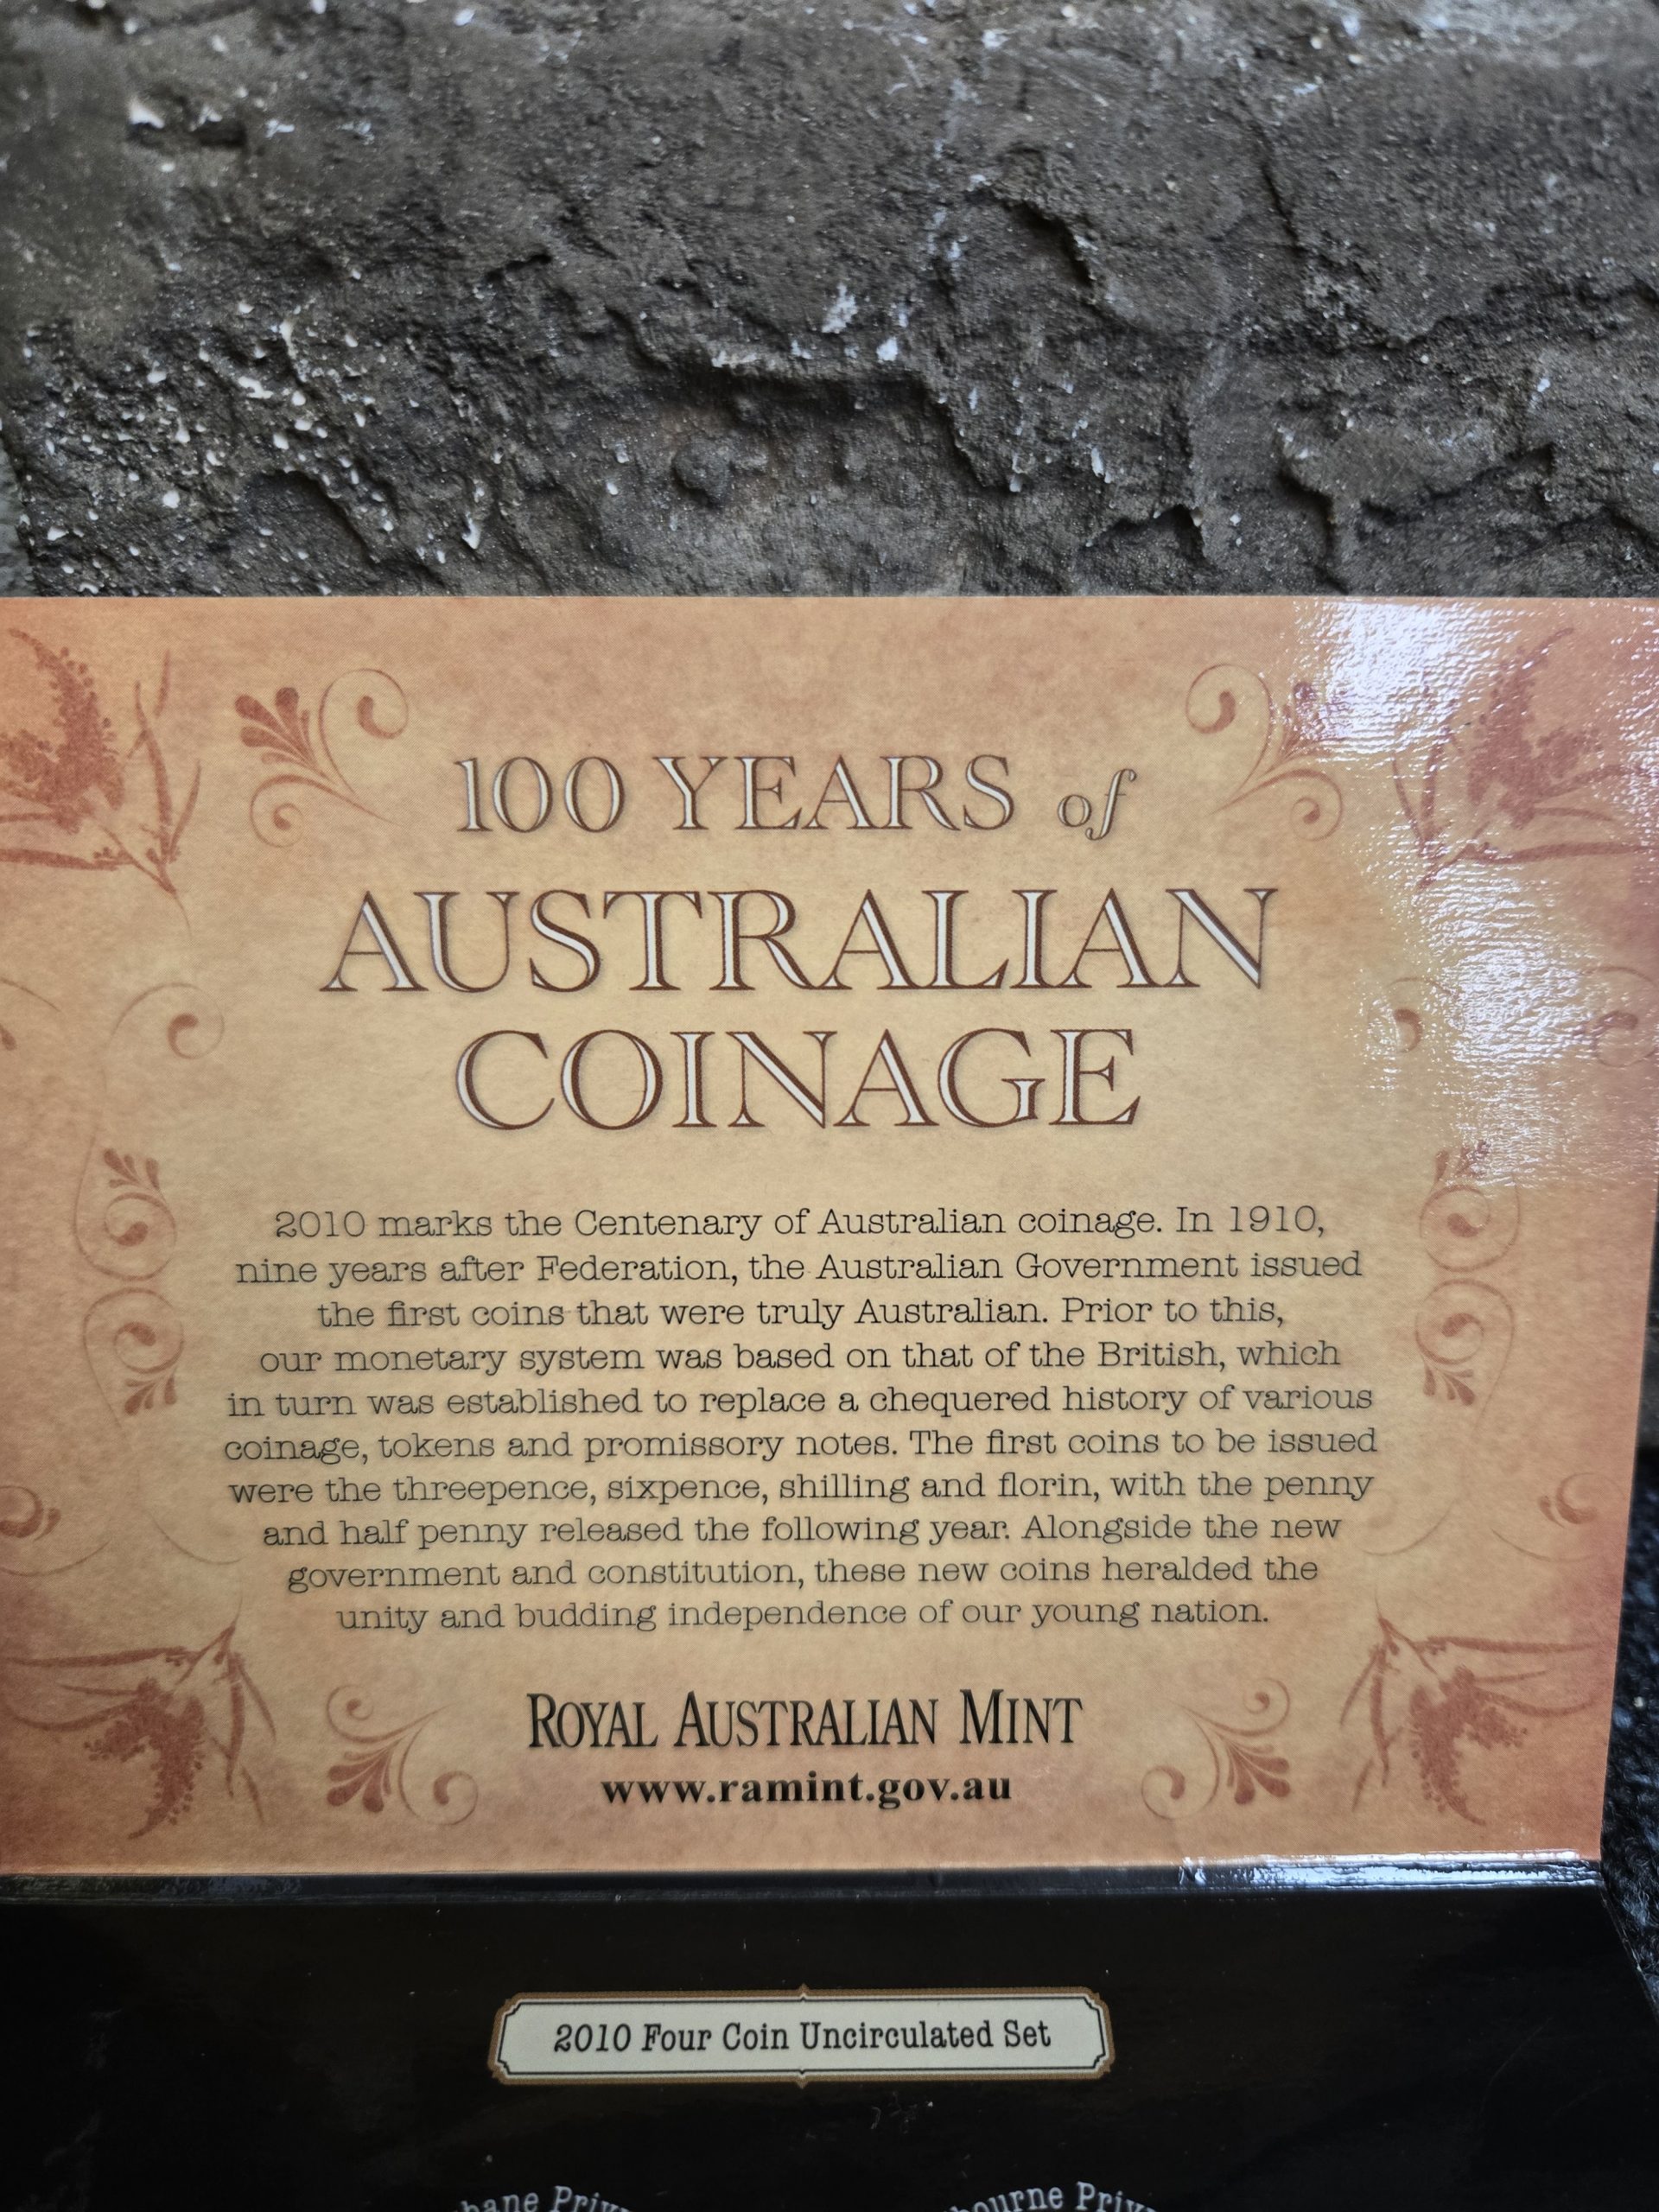 100 YEARS of
AUSTRALIAN
COINAGE
2010 marks the Centenary of Australian coinage. In 1910,
nine years after Federation, the Australian Government issued
the first coins that were truly Australian. Prior to this,
our monetary system was based on that of the British, which
in turn was established to replace a chequered history of various
coinage, tokens and promissory notes. The first coins to be issued
were the threepence, sixpence, shilling and florin, with the penny
and half penny released the following year. Alongside the new
government and constitution, these new coins heralded the
unity and budding independence of our young nation.
ROYAL AUSTRALIAN MINT
www.ramint.gov.au
2010 Four Coin Uncirculated Set